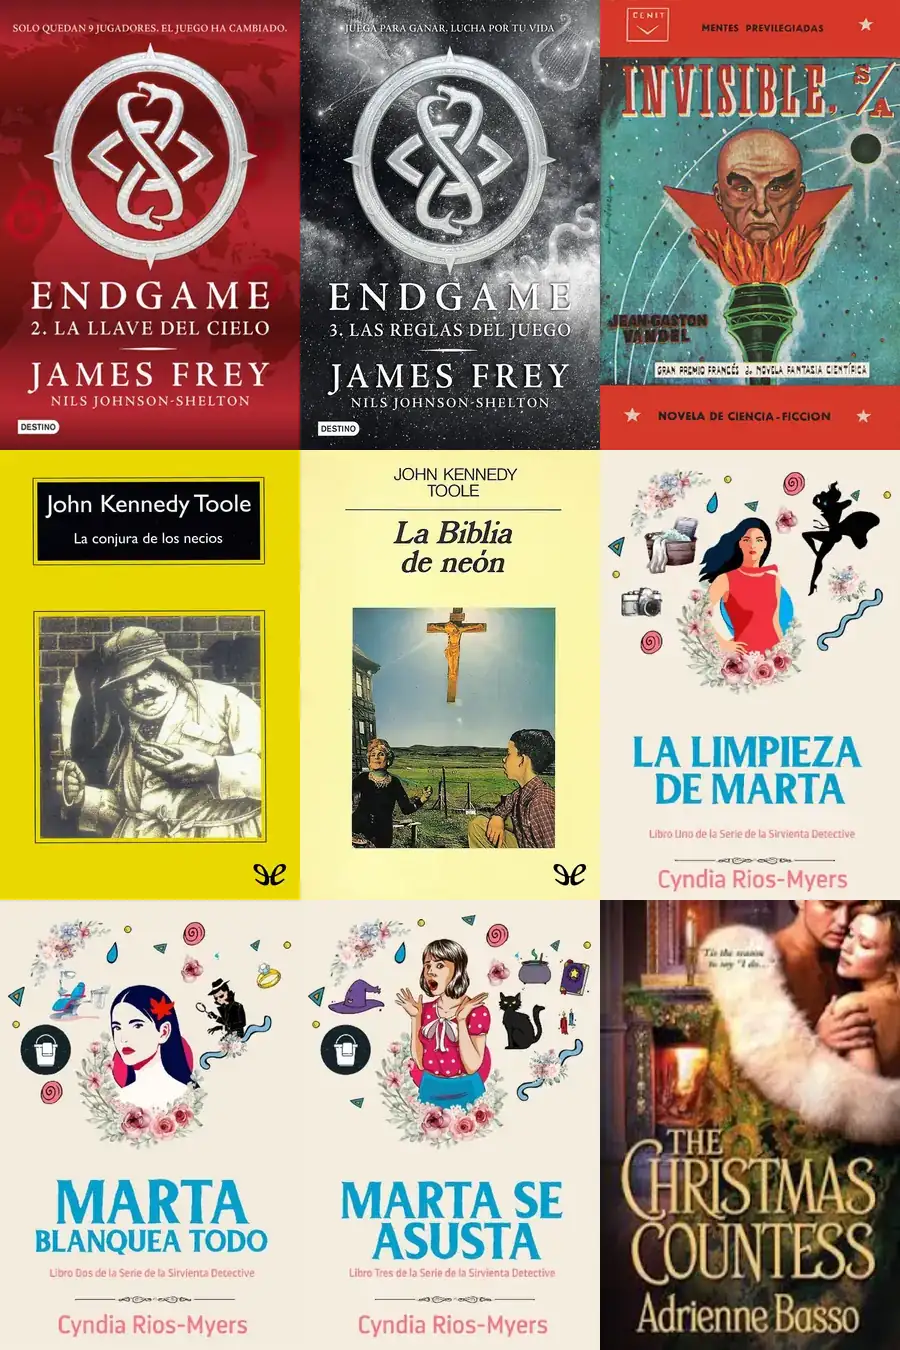 SOLO QUEDAN 9 JUGADORES. EL JUEGO HA CAMBIADO.
ENDGAME
2. LA LLAVE DEL CIELO
JAMES FREY
NILS JOHNSON-SHELTON
DESTINO
JUEGA PARA GANAR, LUCHA POR TU VIDA
ENDGAME
3. LAS REGLAS DEL JUEGO
JAMES FREY
NILS JOHNSON-SHELTON
DESTINO
CENIT
MENTES PREVILEGIADAS
INVISIBLE, S/A
JEAN-GASTON
VANDEL
GRAN PREMIO FRANCÉS de NOVELA FANTASIA CIENTÍFICA
NOVELA DE CIENCIA-FICCION
John Kennedy Toole
La conjura de los necios
JOHN KENNEDY
TOOLE
La Biblia
de neón
LA LIMPIEZA
DE MARTA
Libro Uno de la Serie de la Sirvienta Detective
Cyndia Rios-Myers
MARTA
BLANQUEA TODO
Libro Dos de la Serie de la Sirvienta Detective
Cyndia Rios-Myers
MARTA SE
ASUSTA
Libro Tres de la Serie de la Sirvienta Detective
Cyndia Rios-Myers
'Tis the season
to say "I do...
THE
CHRISTMAS
COUNTESS
Adrienne Basso